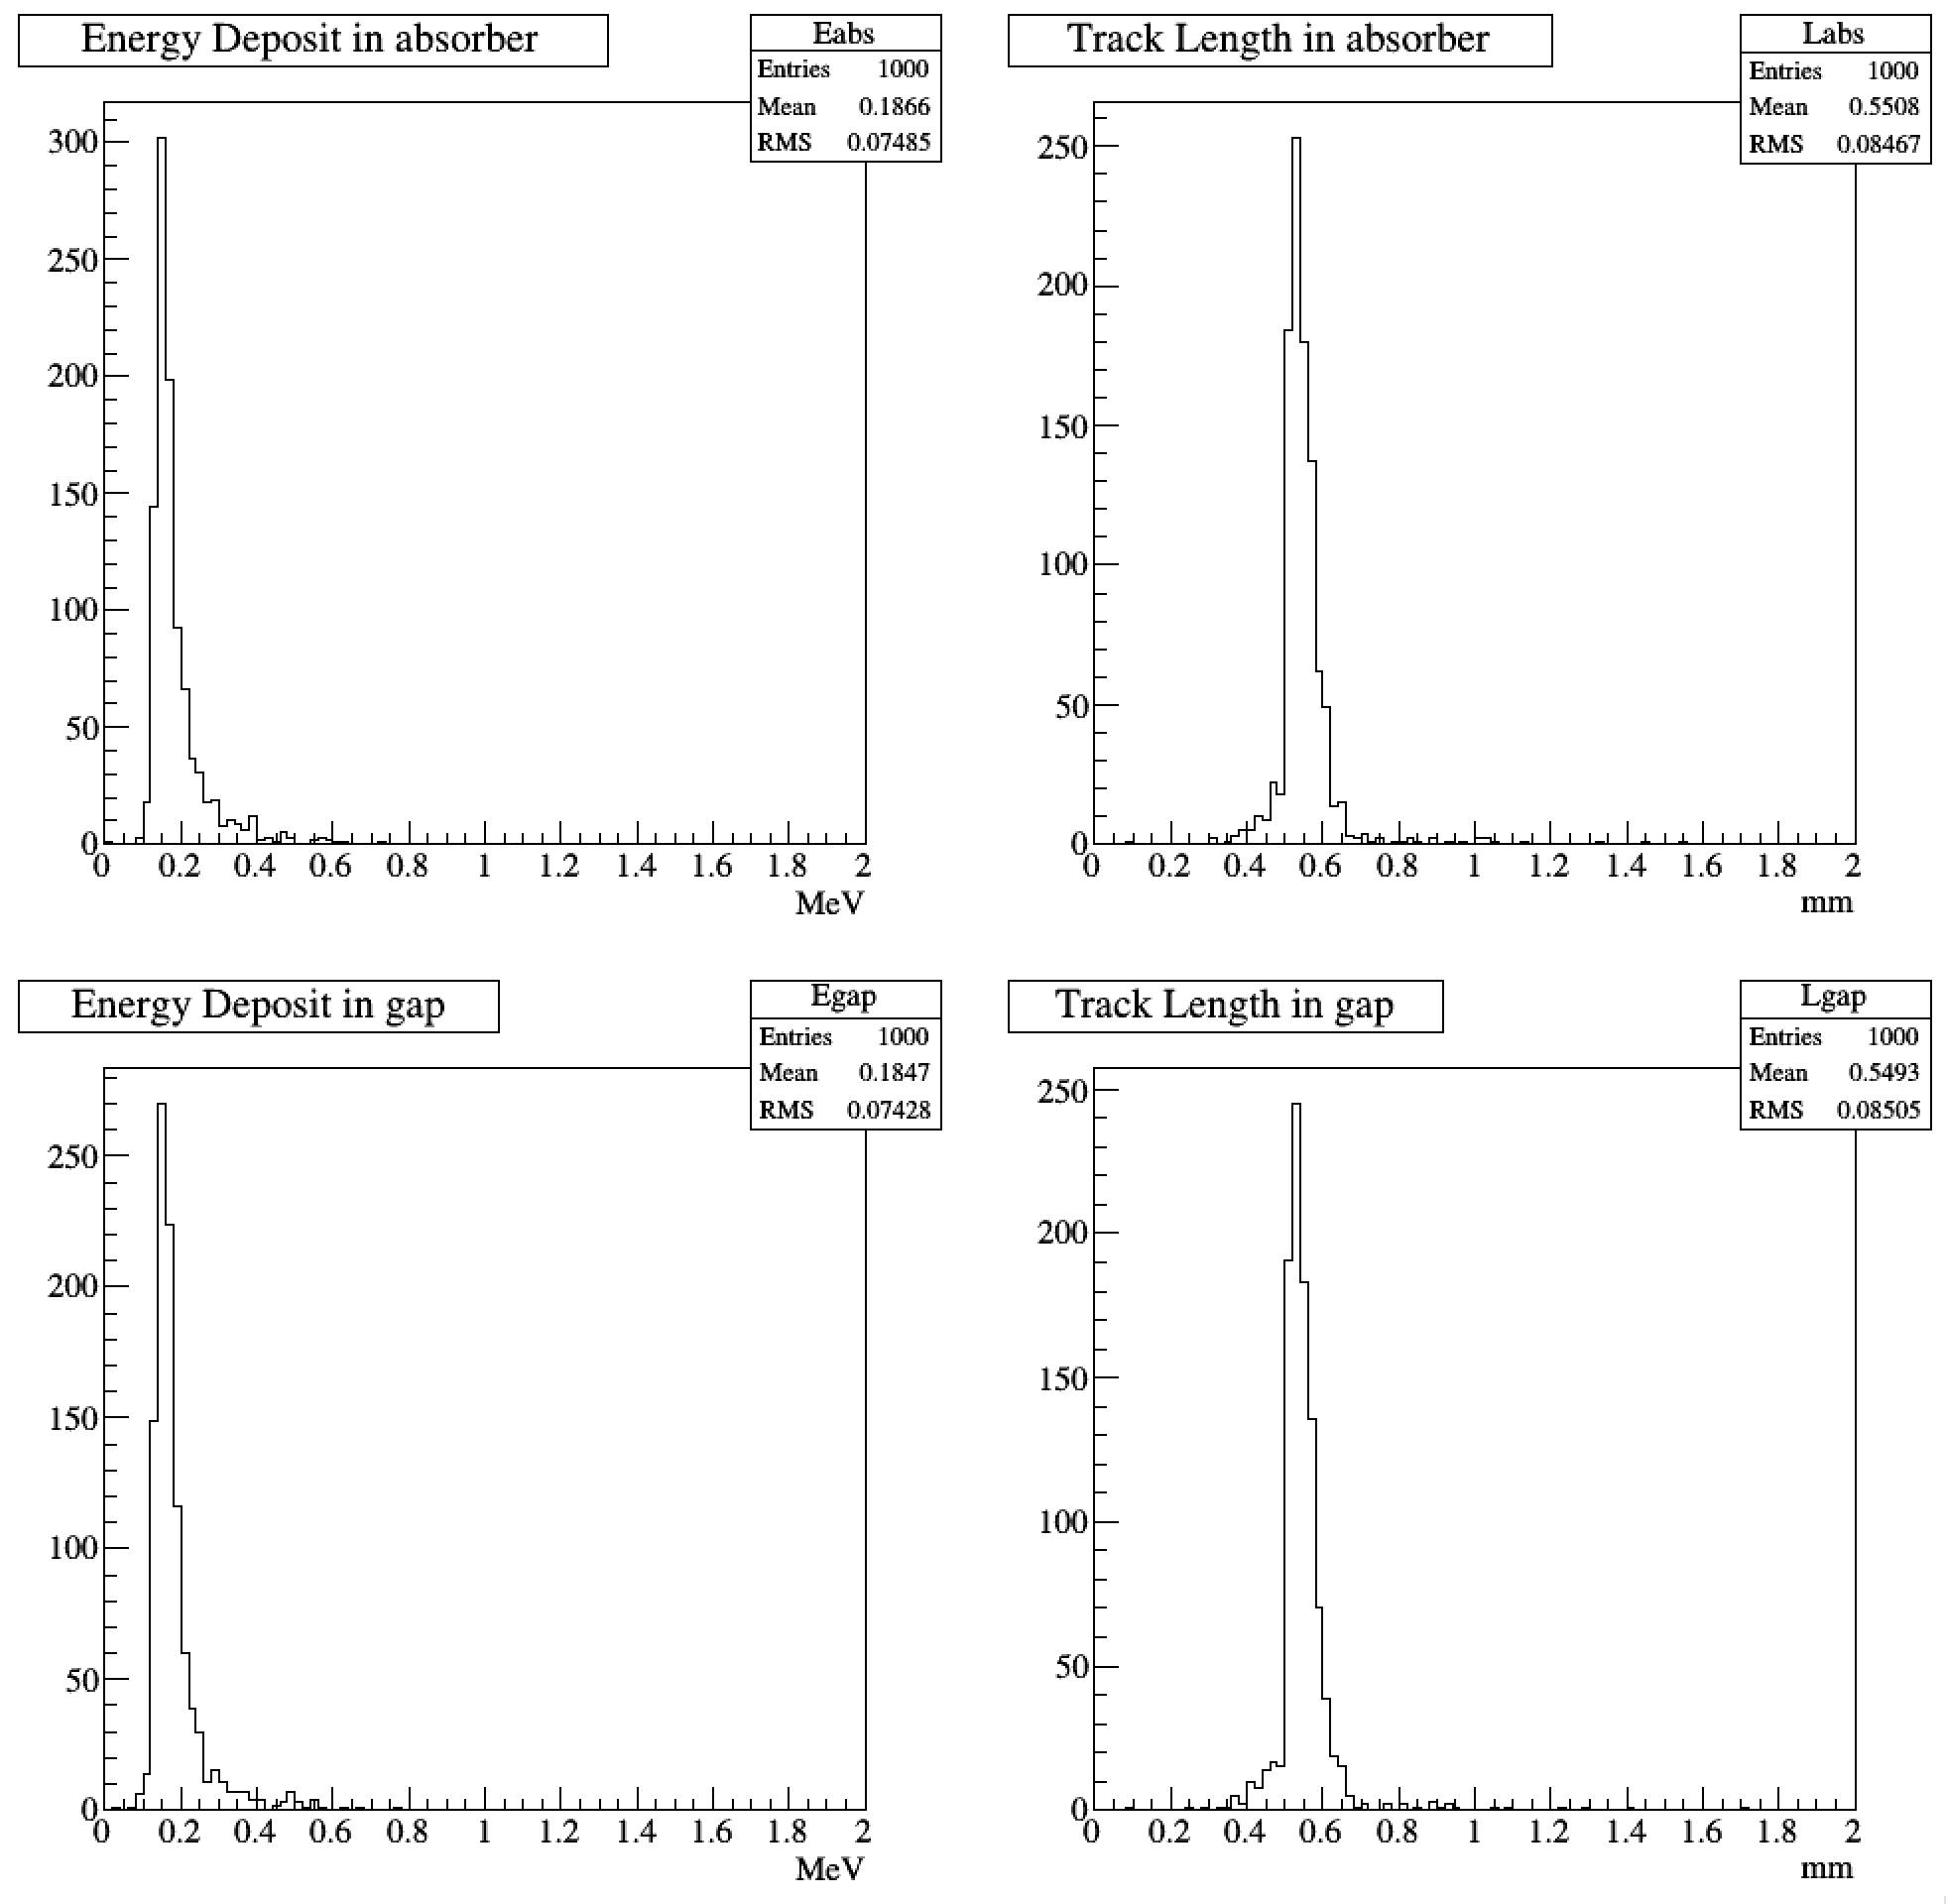 Energy Deposit in absorber
Eabs
Entries 1000
Mean 0.1866
RMS 0.07485
300
250
200
150
100
50
0
0 0.2 0.4 0.6 0.8 1 1.2 1.4 1.6 1.8 2
MeV
Track Length in absorber
Labs
Entries 1000
Mean 0.5508
RMS 0.08467
250
200
150
100
50
0
0 0.2 0.4 0.6 0.8 1 1.2 1.4 1.6 1.8 2
mm
Energy Deposit in gap
Egap
Entries 1000
Mean 0.1847
RMS 0.07428
250
200
150
100
50
0
0 0.2 0.4 0.6 0.8 1 1.2 1.4 1.6 1.8 2
MeV
Track Length in gap
Lgap
Entries 1000
Mean 0.5493
RMS 0.08505
250
200
150
100
50
0
0 0.2 0.4 0.6 0.8 1 1.2 1.4 1.6 1.8 2
mm